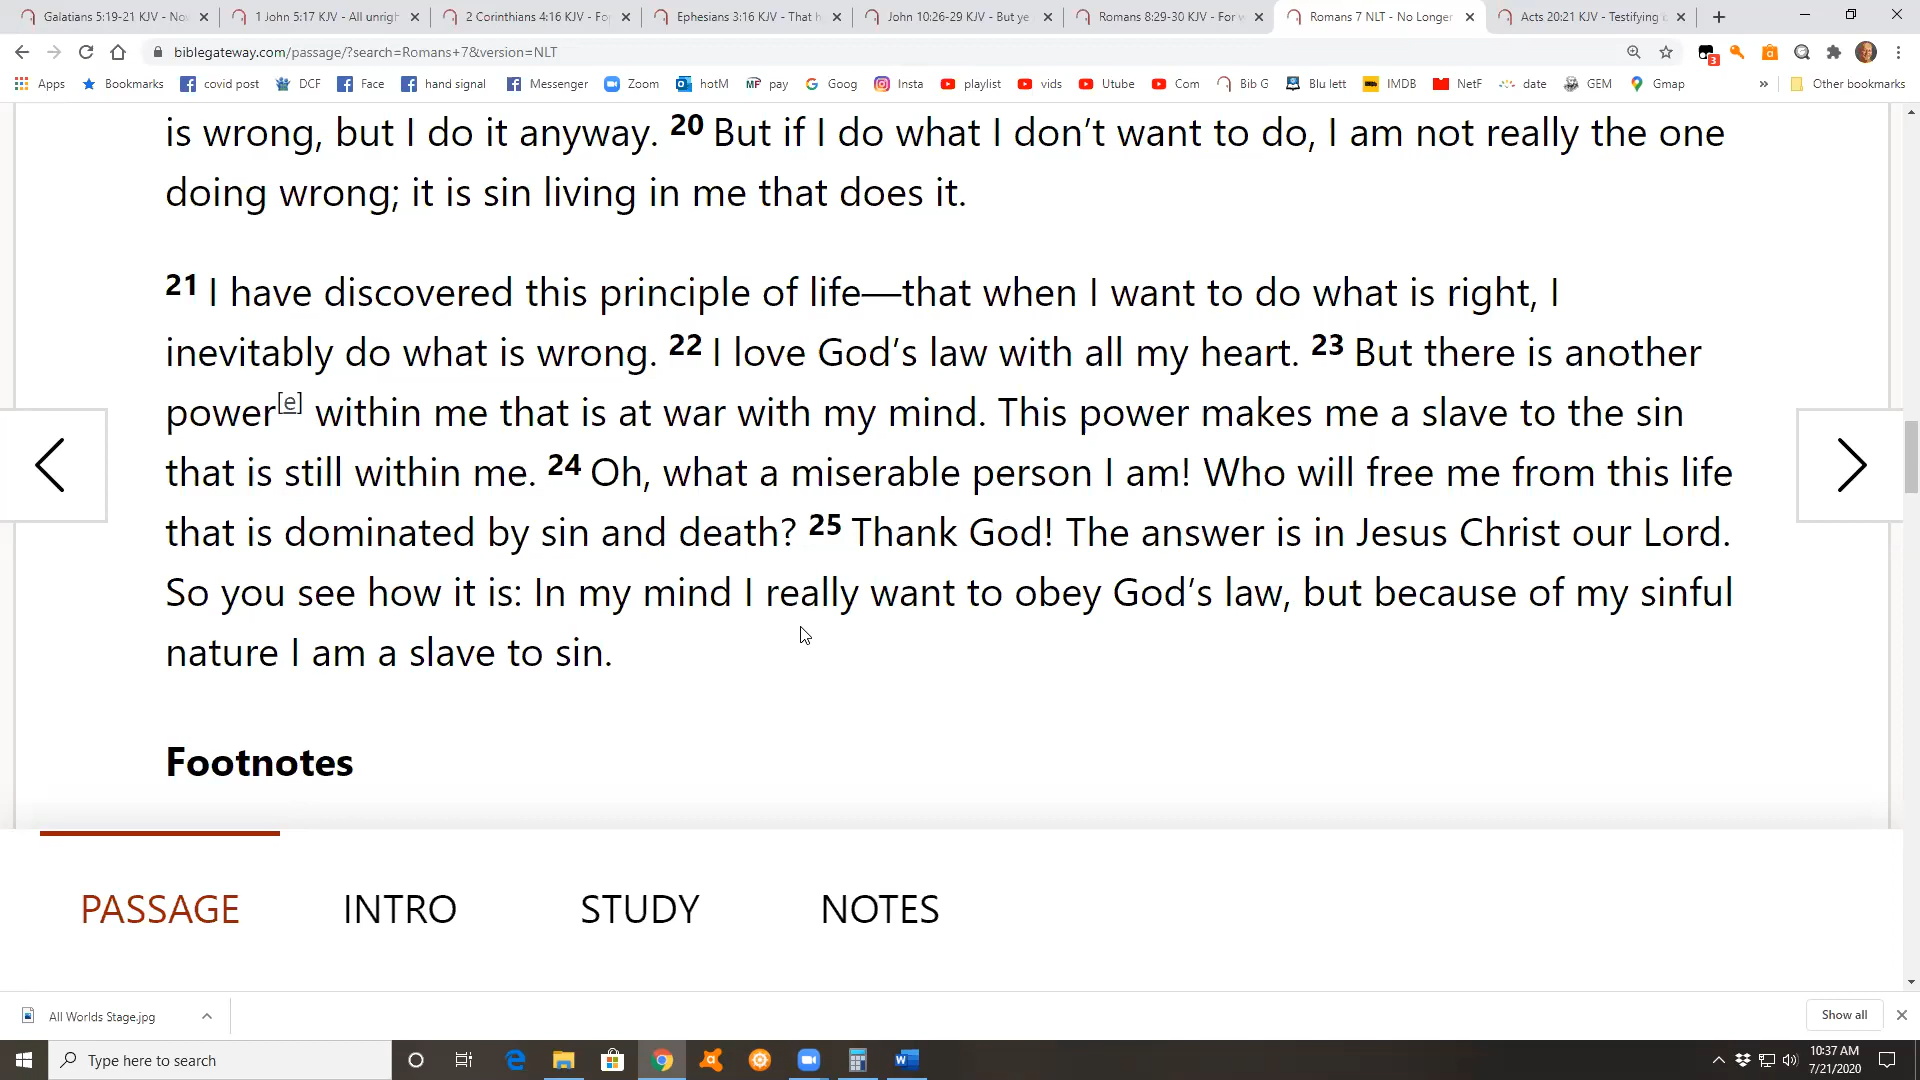 Galatians 5:19-21 KJV - No
1 John 5:17 KJV - All unrigh
2 Corinthians 4:16 KJV - Fo
Ephesians 3:16 KJV - That h
John 10:26-29 KJV - But ye
Romans 8:29-30 KJV - For w
Romans 7 NLT - No Longer
Acts 20:21 KJV - Testifying
biblegateway.com/passage/?search=Romans+7&version=NLT
3
Apps Bookmarks covid post DCF Face hand signal Messenger Zoom hotM pay Goog Insta playlist vids Utube Com Bib G Blu lett IMDB NetF date GEM Gmap » Other bookmarks
is wrong, but I do it anyway. 20 But if I do what I don’t want to do, I am not really the one
doing wrong; it is sin living in me that does it.
21 I have discovered this principle of life—that when I want to do what is right, I
inevitably do what is wrong. 22 I love God’s law with all my heart. 23 But there is another
power[e] within me that is at war with my mind. This power makes me a slave to the sin
that is still within me. 24 Oh, what a miserable person I am! Who will free me from this life
that is dominated by sin and death? 25 Thank God! The answer is in Jesus Christ our Lord.
So you see how it is: In my mind I really want to obey God’s law, but because of my sinful
nature I am a slave to sin.
Footnotes
PASSAGE INTRO STUDY NOTES
All Worlds Stage.jpg
Show all
Type here to search
10:37 AM
7/21/2020